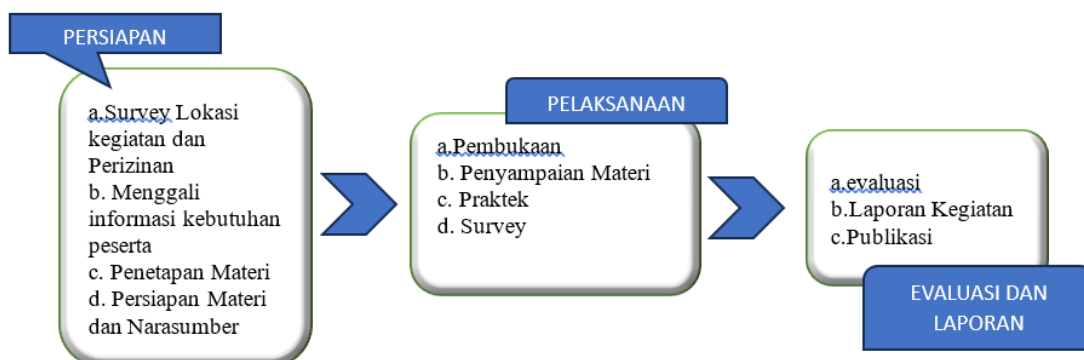 PERSIAPAN
a.Survey Lokasi
kegiatan dan
Perizinan
b. Menggali
informasi kebutuhan
peserta
c. Penetapan Materi
d. Persiapan Materi
dan Narasumber
PELAKSANAAN
a.Pembukaan
b. Penyampaian Materi
c. Praktek
d. Survey
a.evaluasi
b.Laporan Kegiatan
c.Publikasi
EVALUASI DAN
LAPORAN